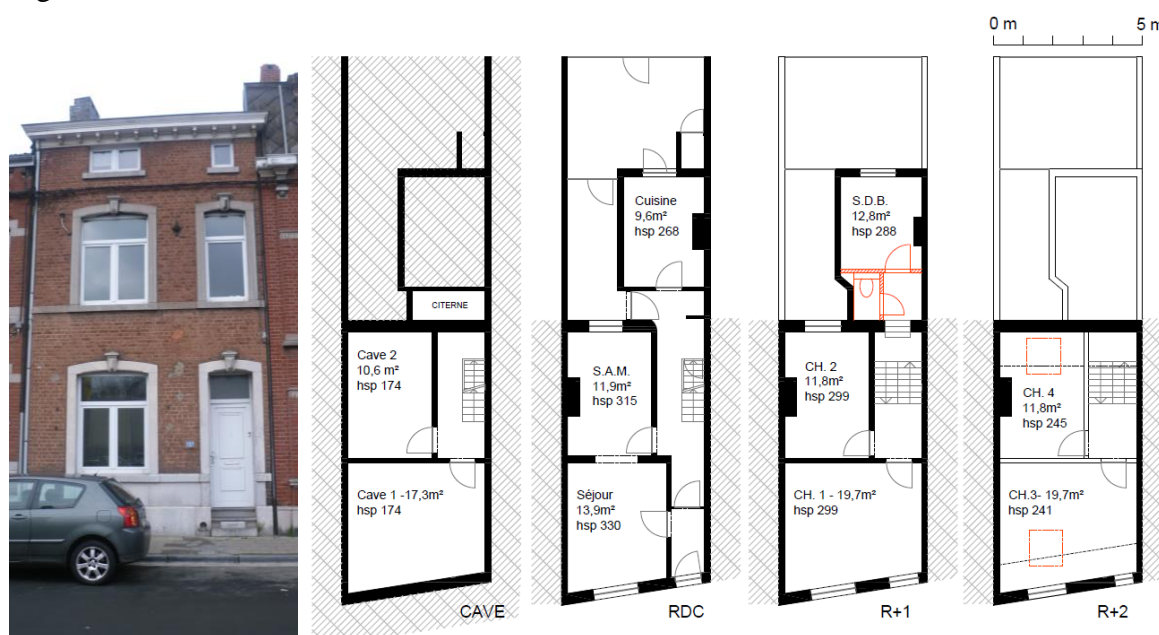 0 m 5 m
CITERNE
Cave 2
10,6 m²
hsp 174
Cave 1 -17,3m²
hsp 174
CAVE
Cuisine
9,6m²
hsp 268
S.A.M.
11,9m²
hsp 315
Séjour
13,9m²
hsp 330
RDC
S.D.B.
12,8m²
hsp 288
CH. 2
11,8m²
hsp 299
CH. 1 - 19,7m²
hsp 299
R+1
CH. 4
11,8m²
hsp 245
CH.3- 19,7m²
hsp 241
R+2